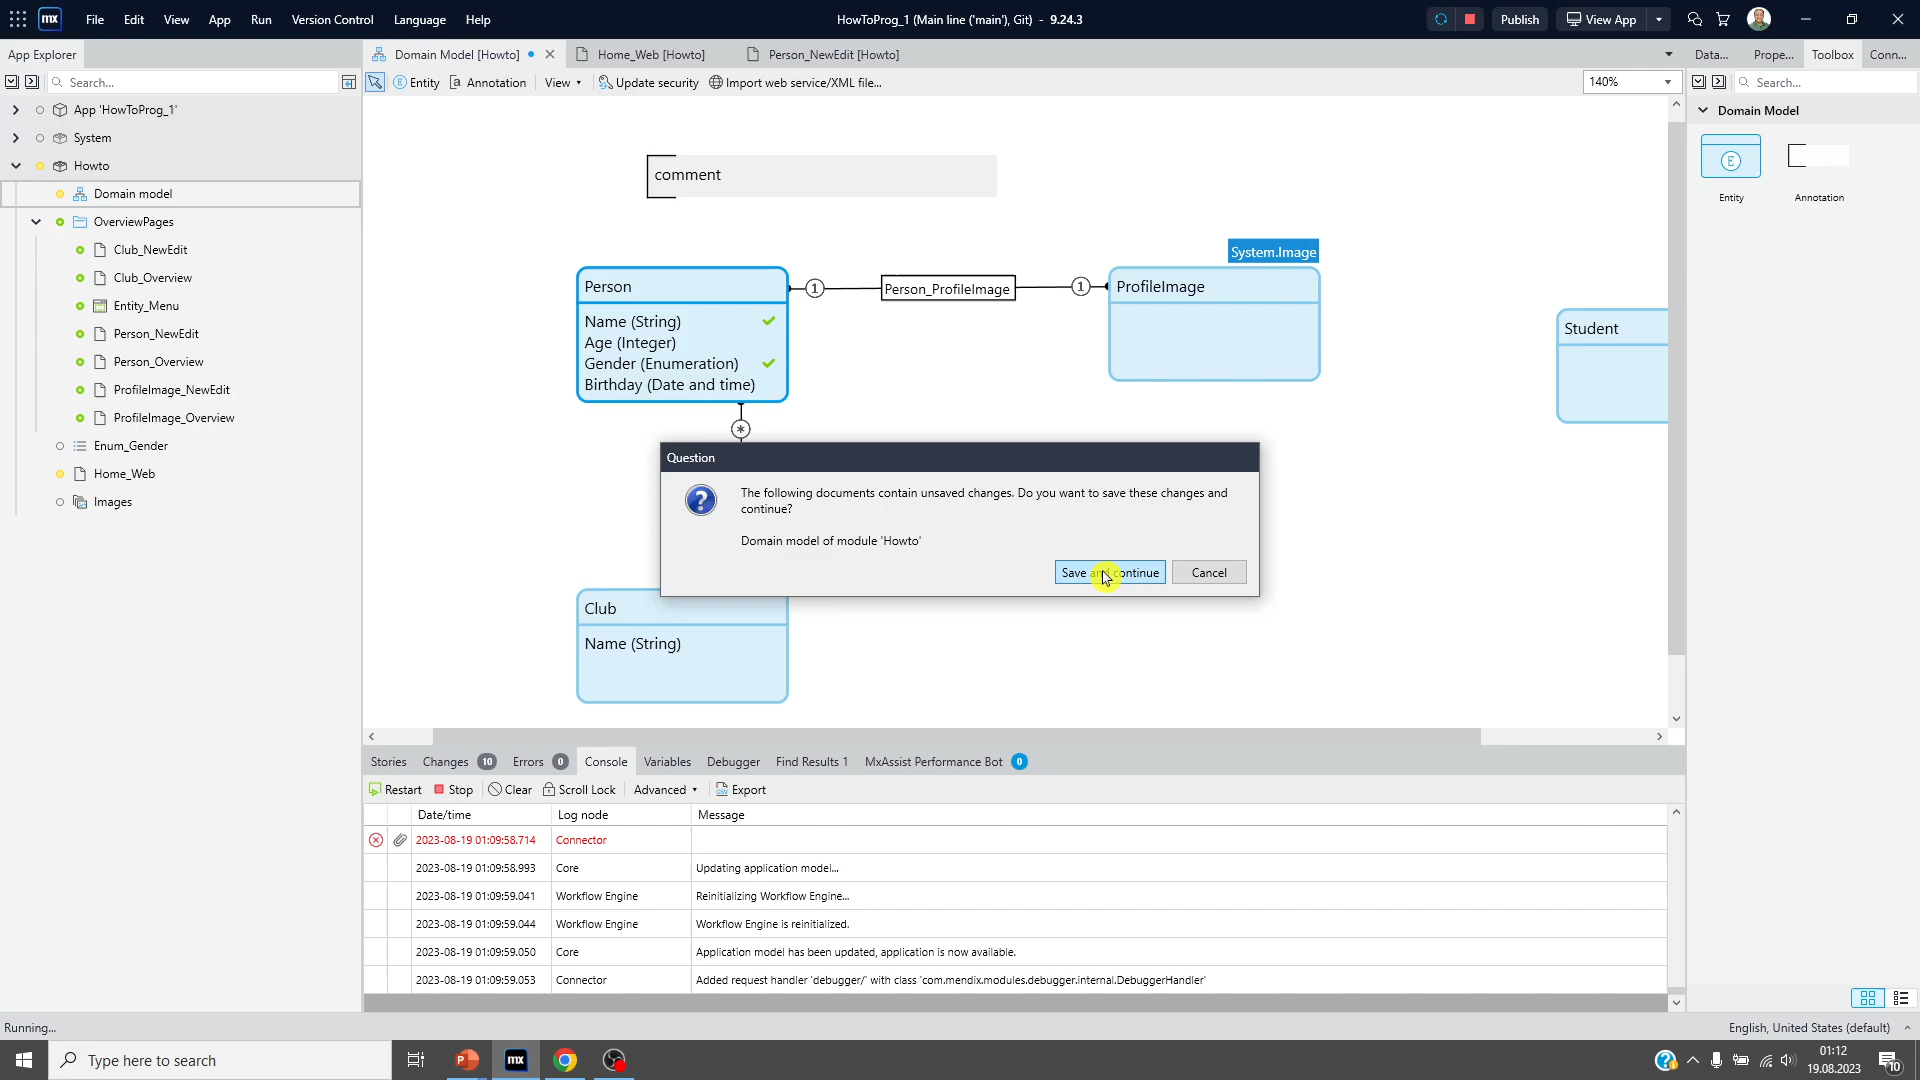 mx File Edit View App Run Version Control Language Help HowToProg_1 (Main line ('main'), Git) - 9.24.3 Publish View App
App Explorer Domain Model [Howto] Home_Web [Howto] Person_NewEdit [Howto] Data... Prope... Toolbox Conn...
Search... Entity Annotation View Update security Import web service/XML file... 140% Search...
App 'HowToProg_1'
System
Howto
Domain model
OverviewPages
Club_NewEdit
Club_Overview
Entity_Menu
Person_NewEdit
Person_Overview
ProfileImage_NewEdit
ProfileImage_Overview
Enum_Gender
Home_Web
Images
comment
System.Image
Person
1
Person_ProfileImage
1
ProfileImage
Name (String)
Age (Integer)
Gender (Enumeration)
Birthday (Date and time)
*
Student
Question
The following documents contain unsaved changes. Do you want to save these changes and
continue?
Domain model of module 'Howto'
Save and continue Cancel
Club
Name (String)
Domain Model
E
Entity Annotation
Stories Changes 10 Errors 0 Console Variables Debugger Find Results 1 MxAssist Performance Bot 0
Restart Stop Clear Scroll Lock Advanced Export
Date/time Log node Message
2023-08-19 01:09:58.714 Connector
2023-08-19 01:09:58.993 Core Updating application model...
2023-08-19 01:09:59.041 Workflow Engine Reinitializing Workflow Engine...
2023-08-19 01:09:59.044 Workflow Engine Workflow Engine is reinitialized.
2023-08-19 01:09:59.050 Core Application model has been updated, application is now available.
2023-08-19 01:09:59.053 Connector Added request handler 'debugger/' with class 'com.mendix.modules.debugger.internal.DebuggerHandler'
Running... English, United States (default)
Type here to search P mx 01:12
19.08.2023 10